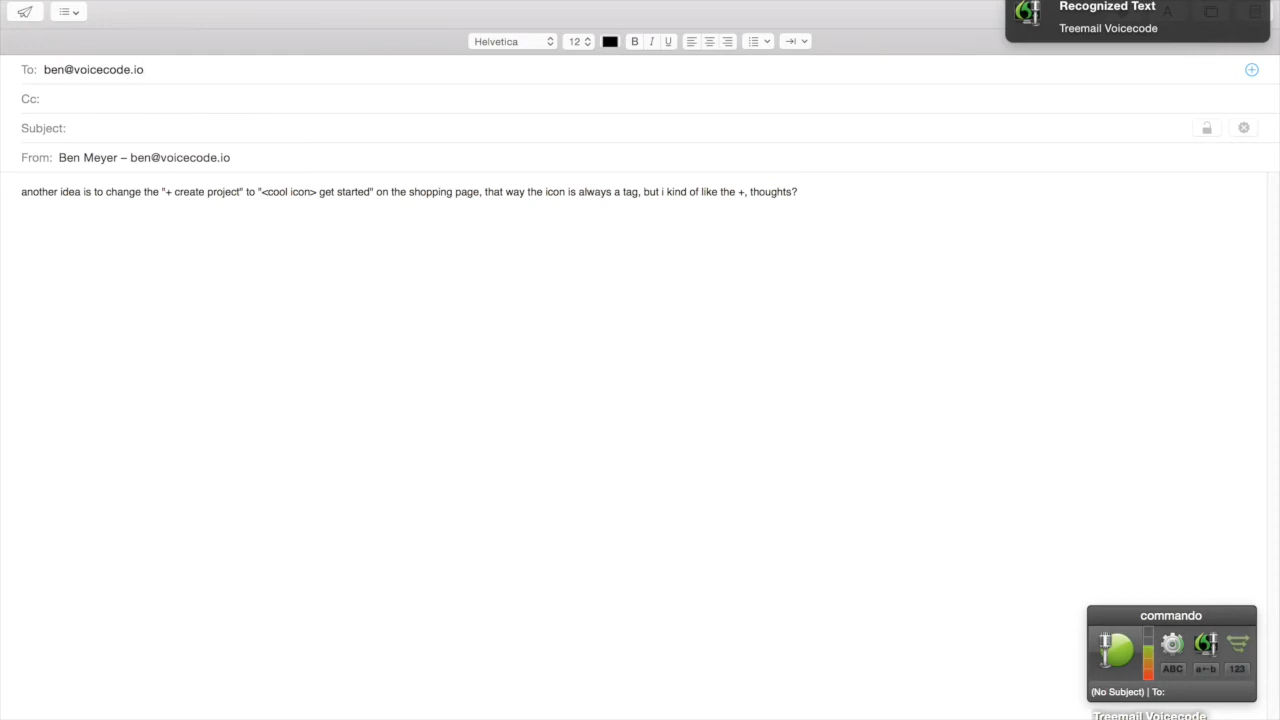 Recognized Text
Treemail Voicecode
Helvetica 12 B I U
To: ben@voicecode.io
Cc:
Subject:
From: Ben Meyer – ben@voicecode.io
another idea is to change the "+ create project" to "<cool icon> get started" on the shopping page, that way the icon is always a tag, but i kind of like the +, thoughts?
commando
ABC a←b 123
(No Subject) | To:
Treemail Voicecode